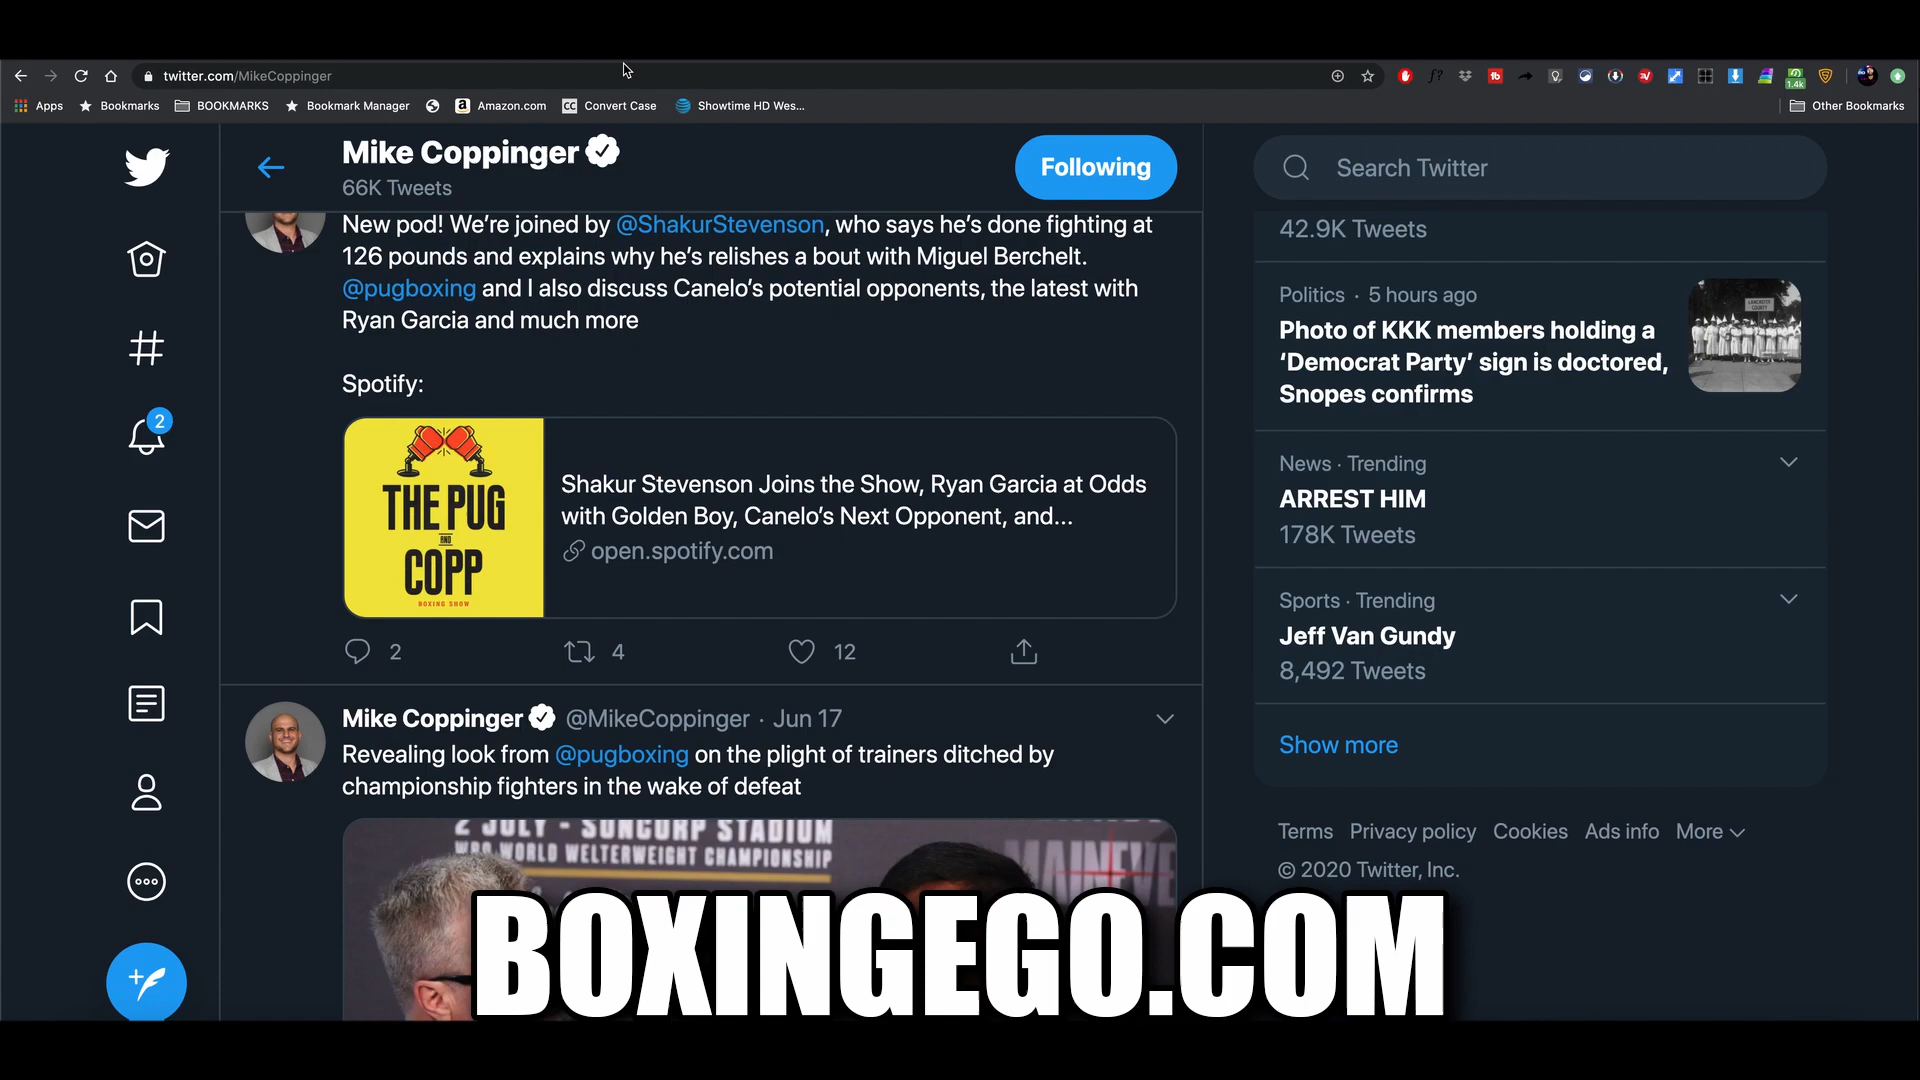 twitter.com/MikeCoppinger
1.4k
Apps
Bookmarks
BOOKMARKS
Bookmark Manager
Amazon.com
CC
Convert Case
Showtime HD Wes...
Other Bookmarks
Mike Coppinger
66K Tweets
Following
Search Twitter
New pod! We're joined by @ShakurStevenson, who says he's done fighting at
126 pounds and explains why he's relishes a bout with Miguel Berchelt.
@pugboxing and I also discuss Canelo's potential opponents, the latest with
Ryan Garcia and much more
Spotify:
THE PUG
AND
COPP
BOXING SHOW
Shakur Stevenson Joins the Show, Ryan Garcia at Odds
with Golden Boy, Canelo's Next Opponent, and...
open.spotify.com
2
4
12
2
Mike Coppinger @MikeCoppinger · Jun 17
Revealing look from @pugboxing on the plight of trainers ditched by
championship fighters in the wake of defeat
2 JULY - SUNCORP STADIUM
WBO WORLD WELTERWEIGHT CHAMPIONSHIP
MAINEVE
42.9K Tweets
Politics · 5 hours ago
Photo of KKK members holding a
‘Democrat Party’ sign is doctored,
Snopes confirms
News · Trending
ARREST HIM
178K Tweets
Sports · Trending
Jeff Van Gundy
8,492 Tweets
Show more
Terms Privacy policy Cookies Ads info More
© 2020 Twitter, Inc.
BOXINGEGO.COM